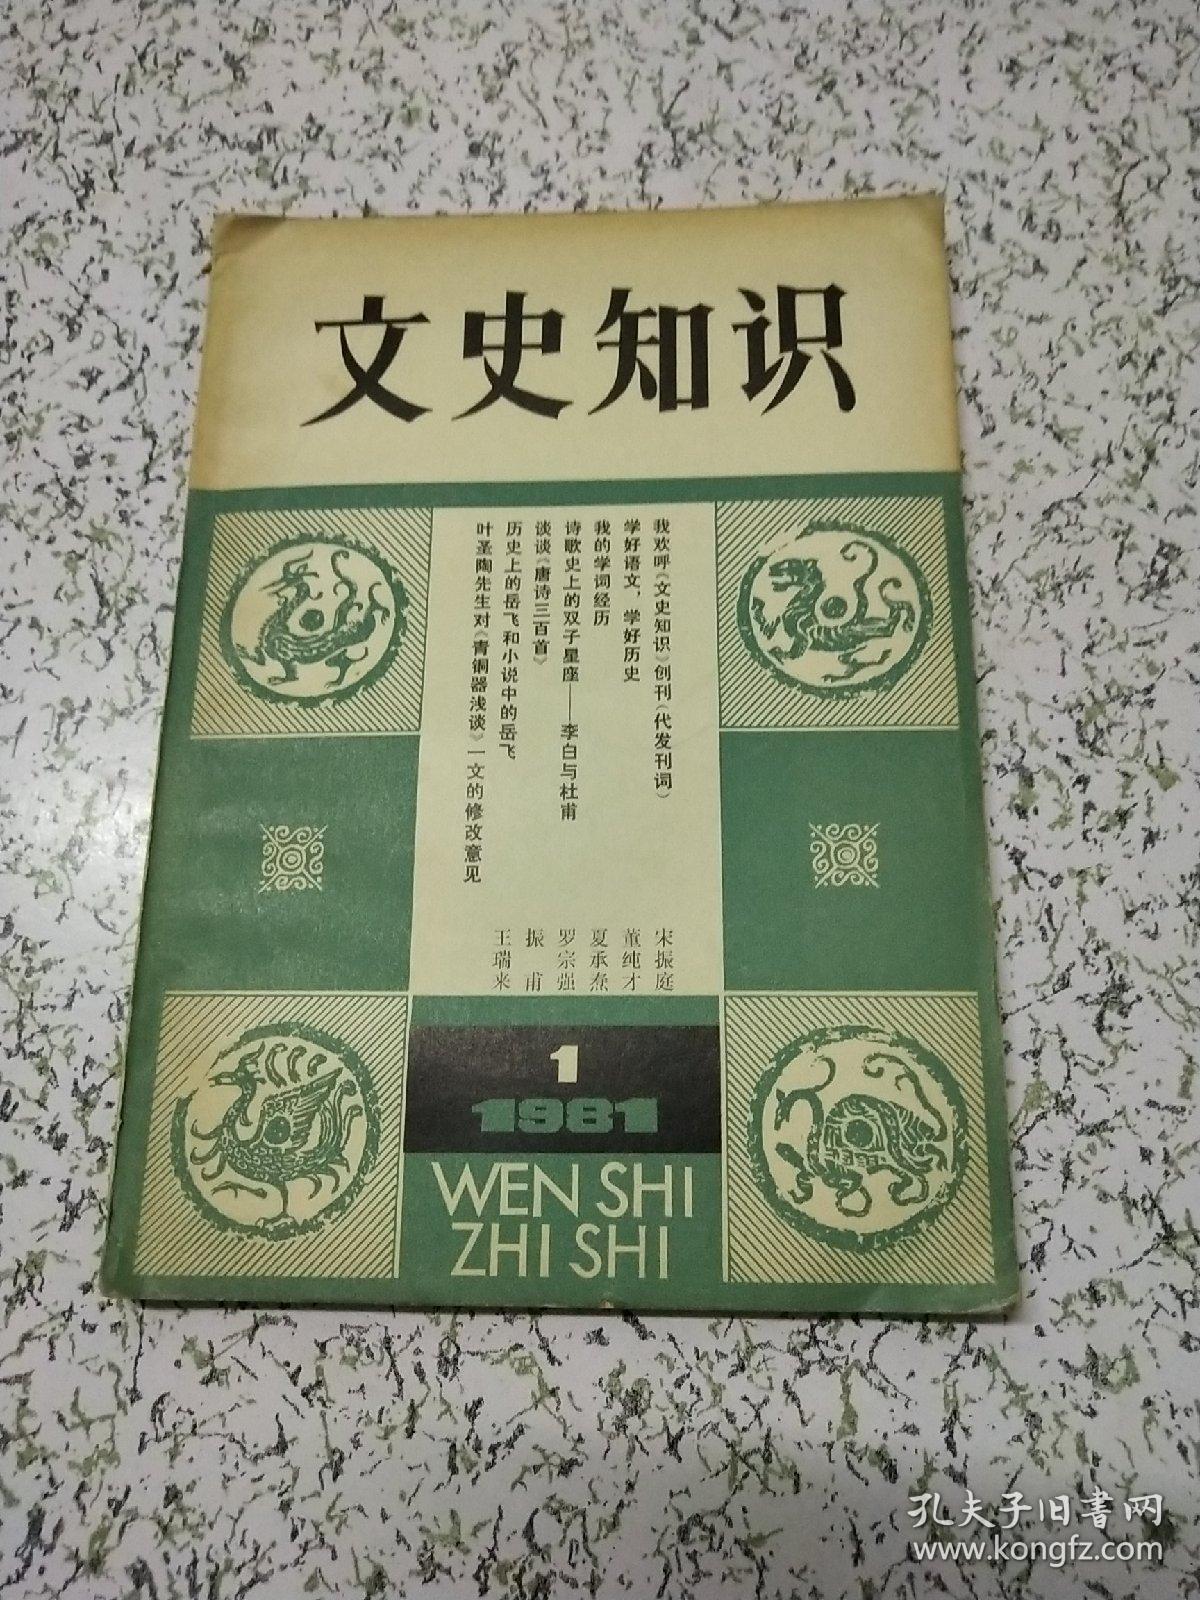 文史知识
我欢呼《文史知识》创刊（代发刊词）
宋振庭
学好语文，学好历史
董纯才
我的学词经历
夏承焘
诗歌史上的双子星座——李白与杜甫
罗宗强
谈谈《唐诗三百首》
振甫
历史上的岳飞和小说中的岳飞
王瑞来
叶圣陶先生对《青铜器浅谈》一文的修改意见
1
1981
WEN SHI
ZHI SHI
孔夫子旧書网
www.kongfz.com